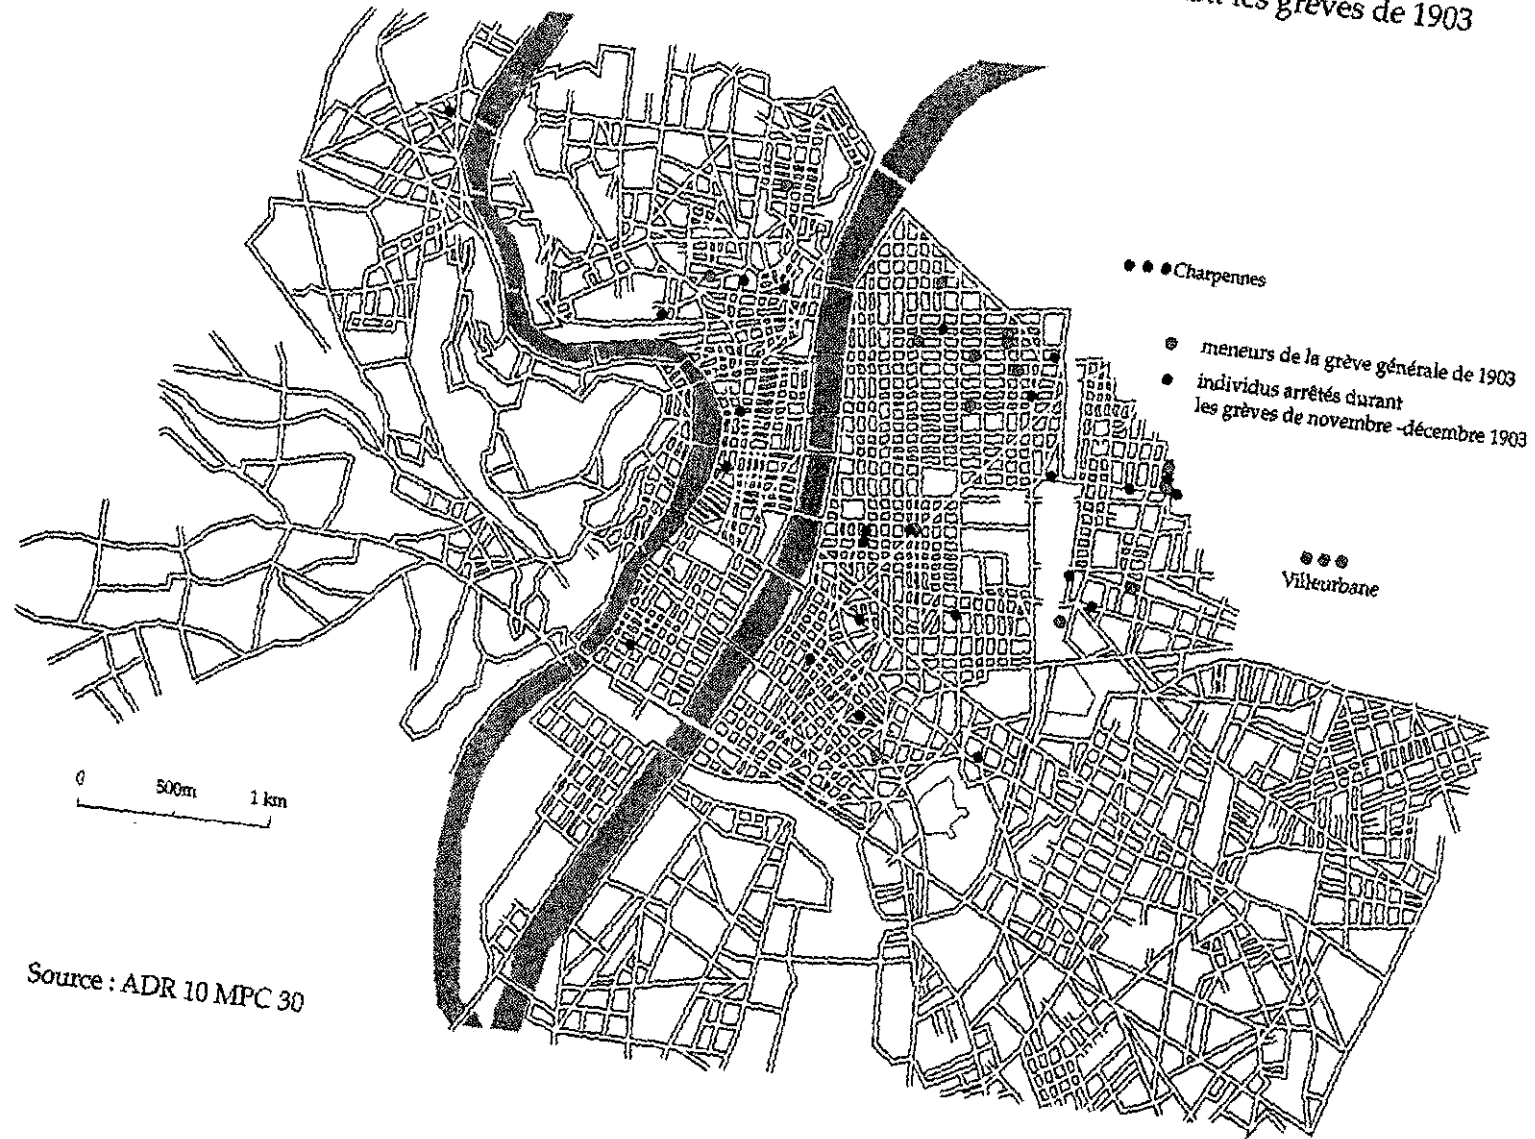 les grèves de 1903
Charpennes
meneurs de la grève générale de 1903
individus arrêtés durant
les grèves de novembre -décembre 1903
Villeurbane
0 500m 1 km
Source : ADR 10 MPC 30